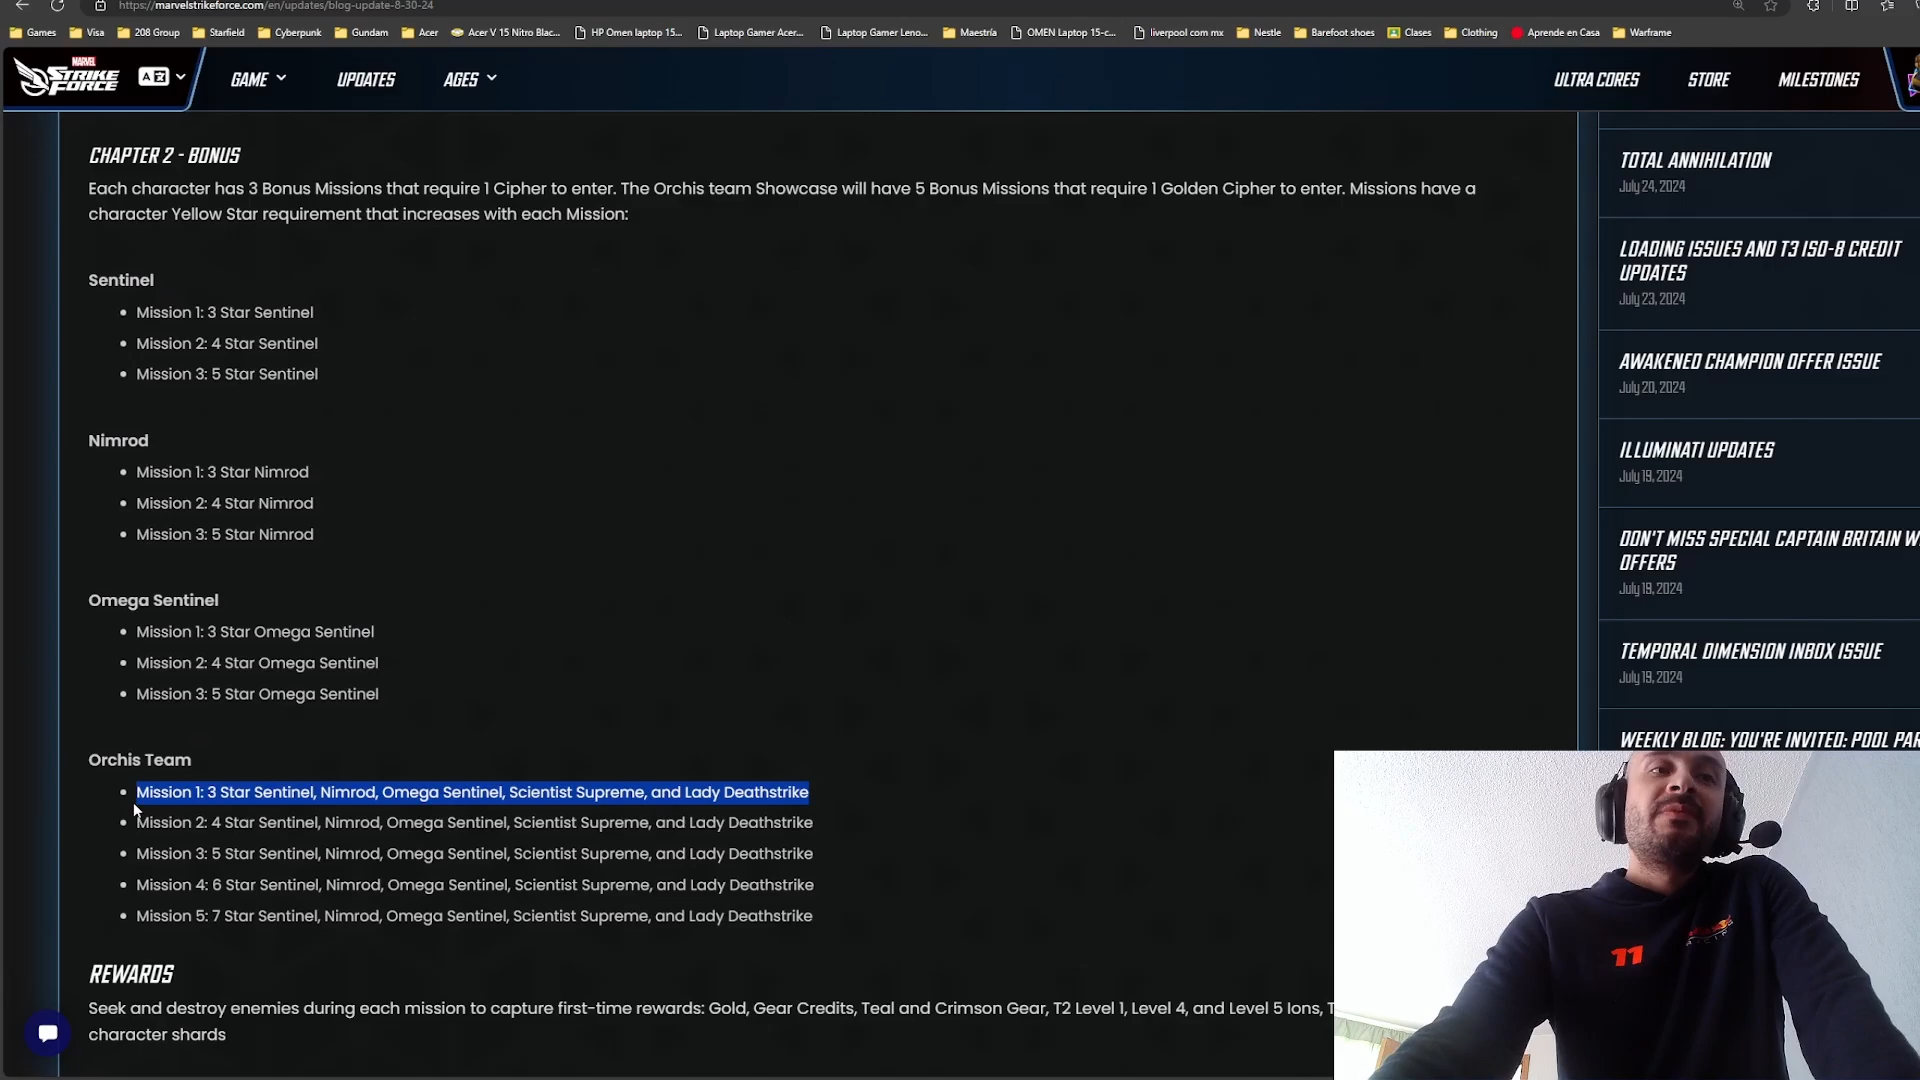 https://marvelstrikeforce.com/en/updates/blog-update-8-30-24
Games Visa 208 Group Starfield Cyberpunk Gundam Acer Acer V 15 Nitro Blac... HP Omen laptop 15... Laptop Gamer Acer... Laptop Gamer Leno... Maestría OMEN Laptop 15-c... liverpool com mx Nestle Barefoot shoes Clases Clothing Aprende en Casa Warframe
MARVEL
STRIKE FORCE
GAME UPDATES AGES ULTRA CORES STORE MILESTONES
CHAPTER 2 - BONUS
Each character has 3 Bonus Missions that require 1 Cipher to enter. The Orchis team Showcase will have 5 Bonus Missions that require 1 Golden Cipher to enter. Missions have a
character Yellow Star requirement that increases with each Mission:
Sentinel
Mission 1: 3 Star Sentinel
Mission 2: 4 Star Sentinel
Mission 3: 5 Star Sentinel
Nimrod
Mission 1: 3 Star Nimrod
Mission 2: 4 Star Nimrod
Mission 3: 5 Star Nimrod
Omega Sentinel
Mission 1: 3 Star Omega Sentinel
Mission 2: 4 Star Omega Sentinel
Mission 3: 5 Star Omega Sentinel
Orchis Team
Mission 1: 3 Star Sentinel, Nimrod, Omega Sentinel, Scientist Supreme, and Lady Deathstrike
Mission 2: 4 Star Sentinel, Nimrod, Omega Sentinel, Scientist Supreme, and Lady Deathstrike
Mission 3: 5 Star Sentinel, Nimrod, Omega Sentinel, Scientist Supreme, and Lady Deathstrike
Mission 4: 6 Star Sentinel, Nimrod, Omega Sentinel, Scientist Supreme, and Lady Deathstrike
Mission 5: 7 Star Sentinel, Nimrod, Omega Sentinel, Scientist Supreme, and Lady Deathstrike
REWARDS
Seek and destroy enemies during each mission to capture first-time rewards: Gold, Gear Credits, Teal and Crimson Gear, T2 Level 1, Level 4, and Level 5 Ions,
character shards
TOTAL ANNIHILATION
July 24, 2024
LOADING ISSUES AND T3 ISO-8 CREDIT
UPDATES
July 23, 2024
AWAKENED CHAMPION OFFER ISSUE
July 20, 2024
ILLUMINATI UPDATES
July 19, 2024
DON'T MISS SPECIAL CAPTAIN BRITAIN
OFFERS
July 19, 2024
TEMPORAL DIMENSION INBOX ISSUE
July 19, 2024
WEEKLY BLOG: YOU'RE INVITED: POOL
11